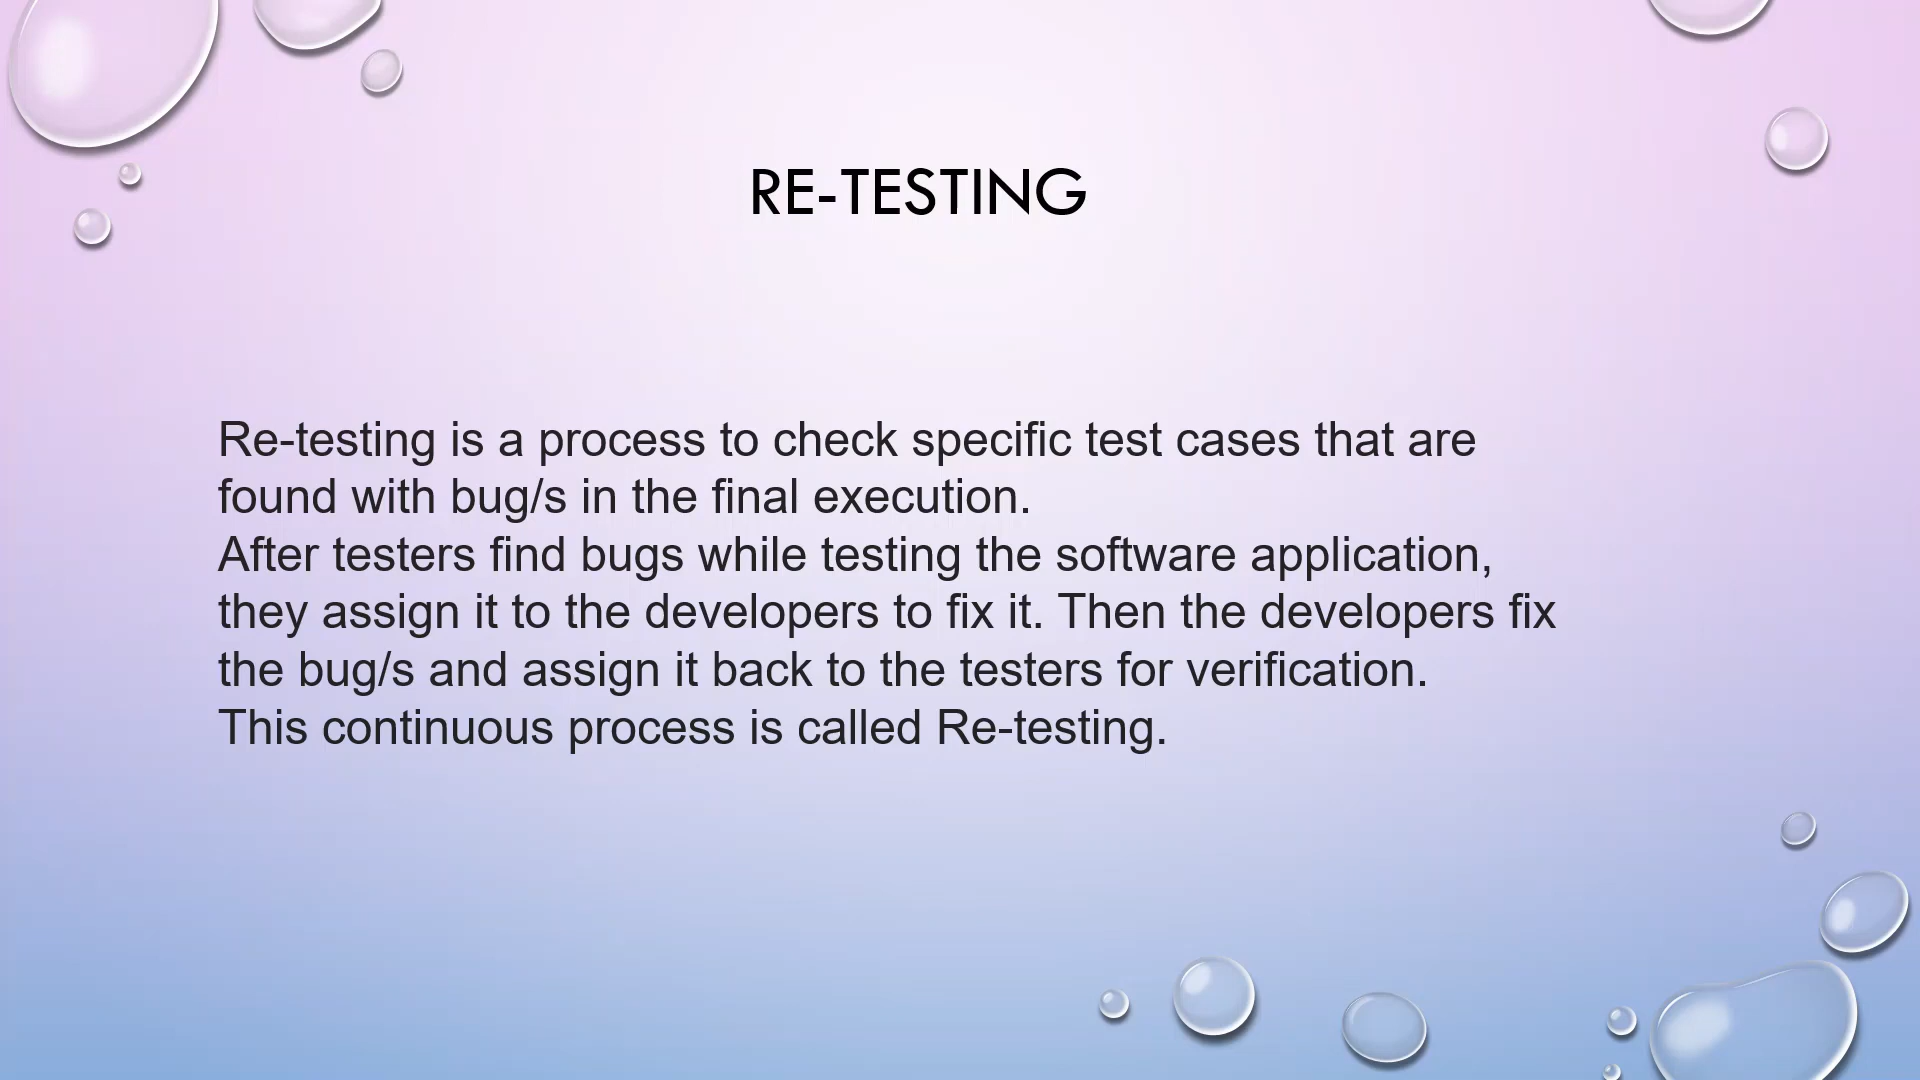 RE-TESTING
Re-testing is a process to check specific test cases that are
found with bug/s in the final execution.
After testers find bugs while testing the software application,
they assign it to the developers to fix it. Then the developers fix
the bug/s and assign it back to the testers for verification.
This continuous process is called Re-testing.